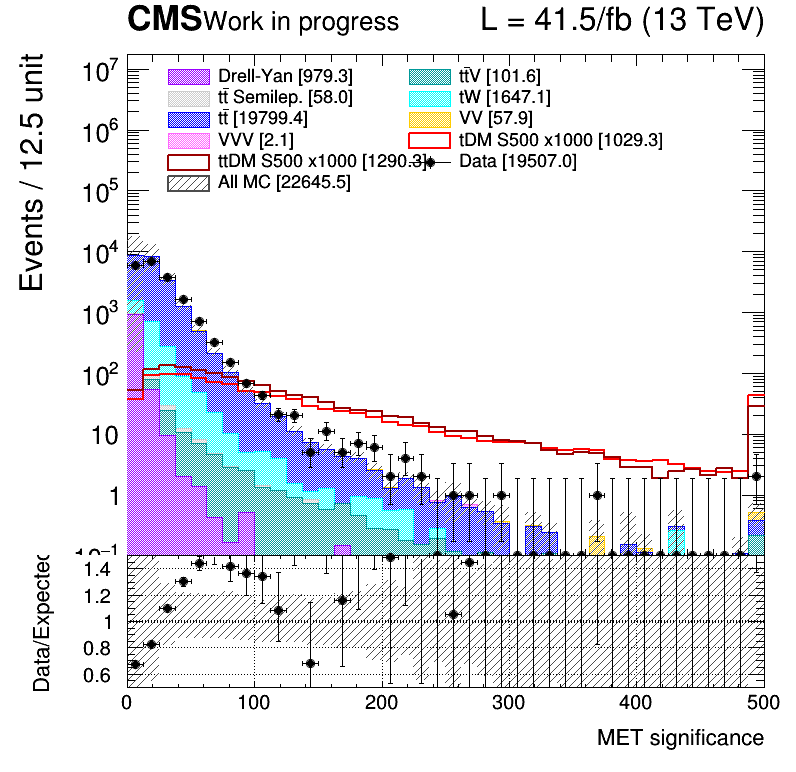 CMS Work in progress L = 41.5/fb (13 TeV)
Events / 12.5 unit
10⁷
10⁶
10⁵
10⁴
10³
10²
10
1
10⁻¹
Drell-Yan [979.3]
tt̄ Semilep. [58.0]
tt̄ [19799.4]
VVV [2.1]
ttDM S500 x1000 [1290.3]
All MC [22645.5]
tt̄V [101.6]
tW [1647.1]
VV [57.9]
tDM S500 x1000 [1029.3]
Data [19507.0]
Data/Expected
1.4
1.2
1
0.8
0.6
0 100 200 300 400 500
MET significance